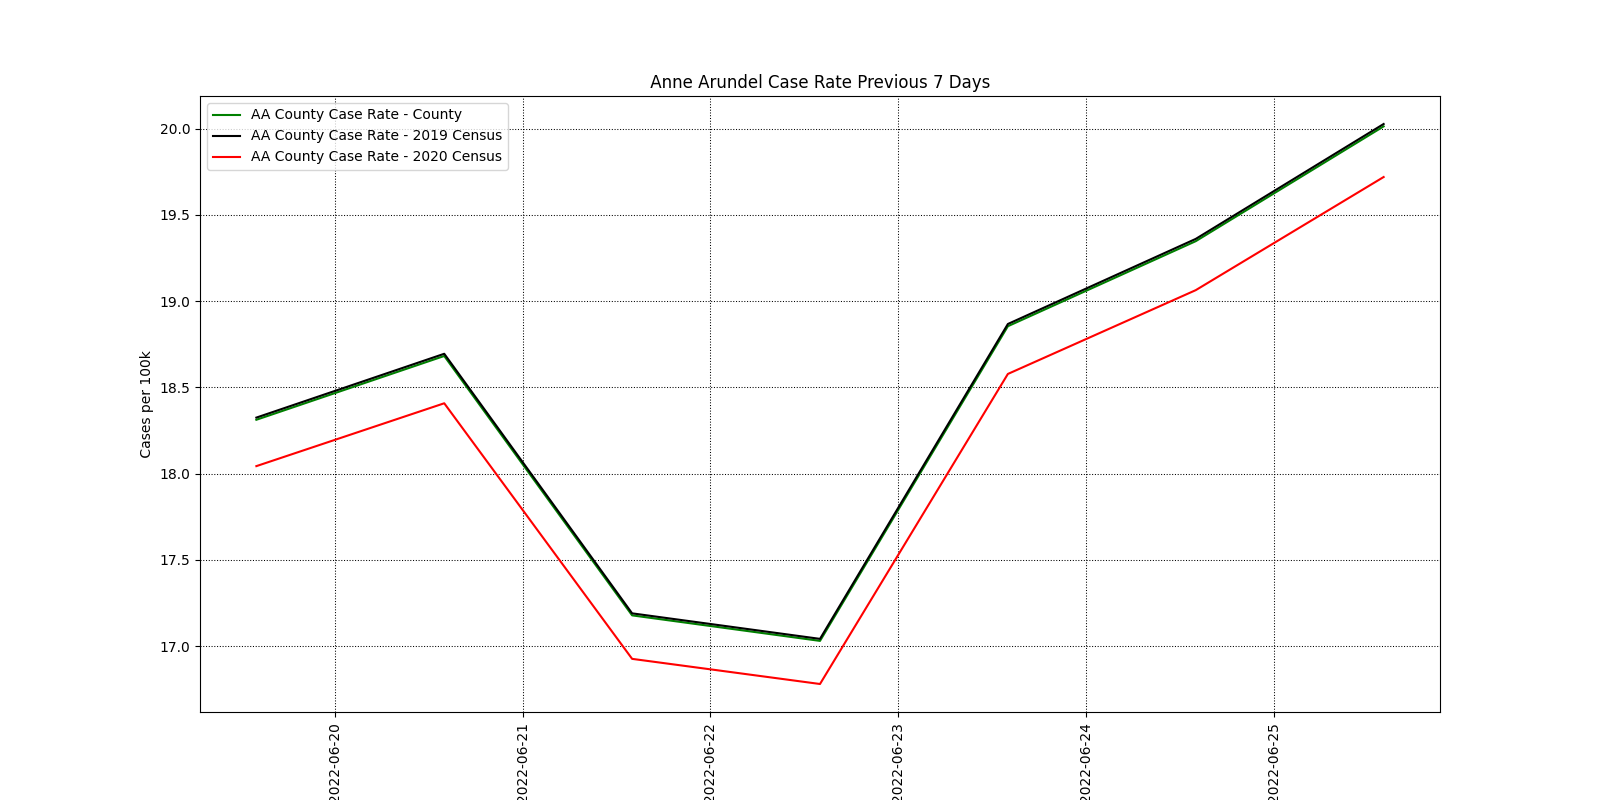 Anne Arundel Case Rate Previous 7 Days
AA County Case Rate - County
AA County Case Rate - 2019 Census
AA County Case Rate - 2020 Census
20.0
19.5
19.0
18.5
18.0
17.5
17.0
Cases per 100k
2022-06-20
2022-06-21
2022-06-22
2022-06-23
2022-06-24
2022-06-25